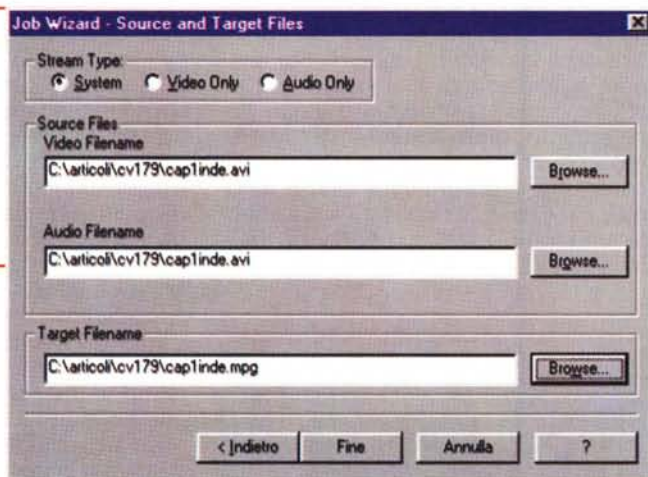 Job Wizard - Source and Target Files
Stream Type:
System Video Only Audio Only
Source Files
Video Filename
C:\articoli\cv179\cap1inde.avi
Browse...
Audio Filename
C:\articoli\cv179\cap1inde.avi
Browse...
Target Filename
C:\articoli\cv179\cap1inde.mpg
Browse...
< Indietro Fine Annulla ?